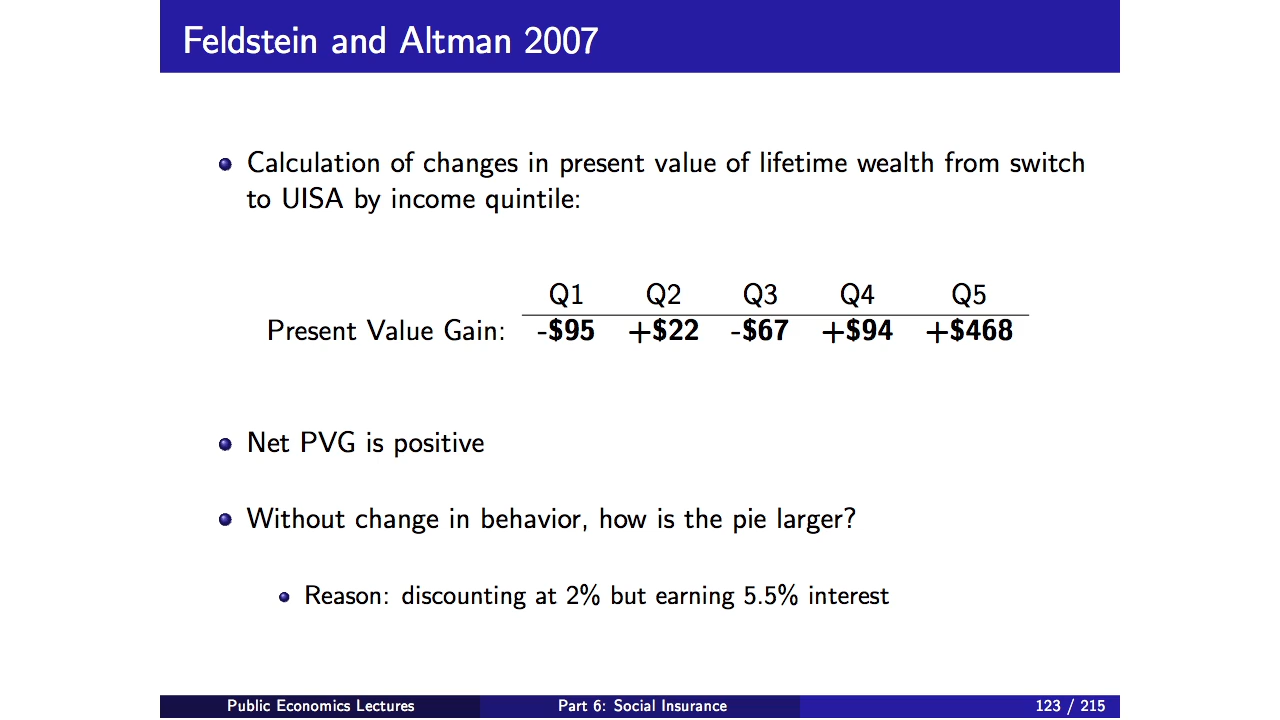 Feldstein and Altman 2007
Calculation of changes in present value of lifetime wealth from switch
to UISA by income quintile:
Q1 Q2 Q3 Q4 Q5
Present Value Gain: -$95 +$22 -$67 +$94 +$468
Net PVG is positive
Without change in behavior, how is the pie larger?
Reason: discounting at 2% but earning 5.5% interest
Public Economics Lectures Part 6: Social Insurance 123 / 215